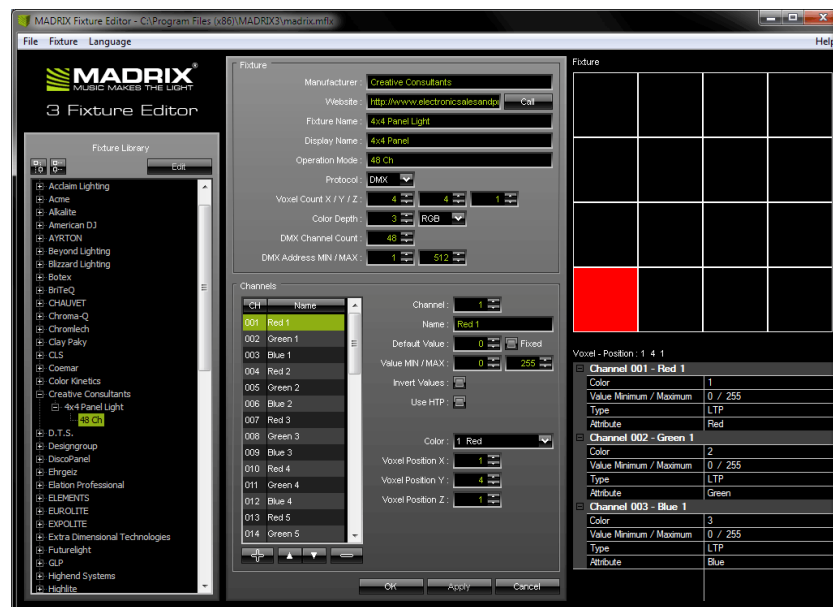 MADRIX Fixture Editor - C:\Program Files (x86)\MADRIX3\madrix.mflx
File Fixture Language Help
MADRIX®
MUSIC MAKES THE LIGHT
3 Fixture Editor
Fixture Library
Edit
Acclaim Lighting
Acme
Alkalite
American DJ
AYRTON
Beyond Lighting
Blizzard Lighting
Botex
BriTeQ
CHAUVET
Chroma-Q
Chromlech
Clay Paky
CLS
Coemar
Color Kinetics
Creative Consultants
4x4 Panel Light
48 Ch
D.T.S.
Designgroup
DiscoPanel
Ehrgeiz
Elation Professional
ELEMENTS
EUROLITE
EXPOLITE
Extra Dimensional Technologies
Futurelight
GLP
Highend Systems
Highlite
Fixture
Manufacturer : Creative Consultants
Website : http://www.electronicsalesandpr Call
Fixture Name : 4x4 Panel Light
Display Name : 4x4 Panel
Operation Mode : 48 Ch
Protocol : DMX
Voxel Count X / Y / Z : 4 4 1
Color Depth : 3 RGB
DMX Channel Count : 48
DMX Address MIN / MAX : 1 512
Channels
CH Name
001 Red 1
002 Green 1
003 Blue 1
004 Red 2
005 Green 2
006 Blue 2
007 Red 3
008 Green 3
009 Blue 3
010 Red 4
011 Green 4
012 Blue 4
013 Red 5
014 Green 5
Channel : 1
Name : Red 1
Default Value : 0 Fixed
Value MIN / MAX : 0 255
Invert Values :
Use HTP :
Color : 1 Red
Voxel Position X : 1
Voxel Position Y : 4
Voxel Position Z : 1
OK Apply Cancel
Fixture
Voxel - Position : 1 4 1
Channel 001 - Red 1
Color 1
Value Minimum / Maximum 0 / 255
Type LTP
Attribute Red
Channel 002 - Green 1
Color 2
Value Minimum / Maximum 0 / 255
Type LTP
Attribute Green
Channel 003 - Blue 1
Color 3
Value Minimum / Maximum 0 / 255
Type LTP
Attribute Blue